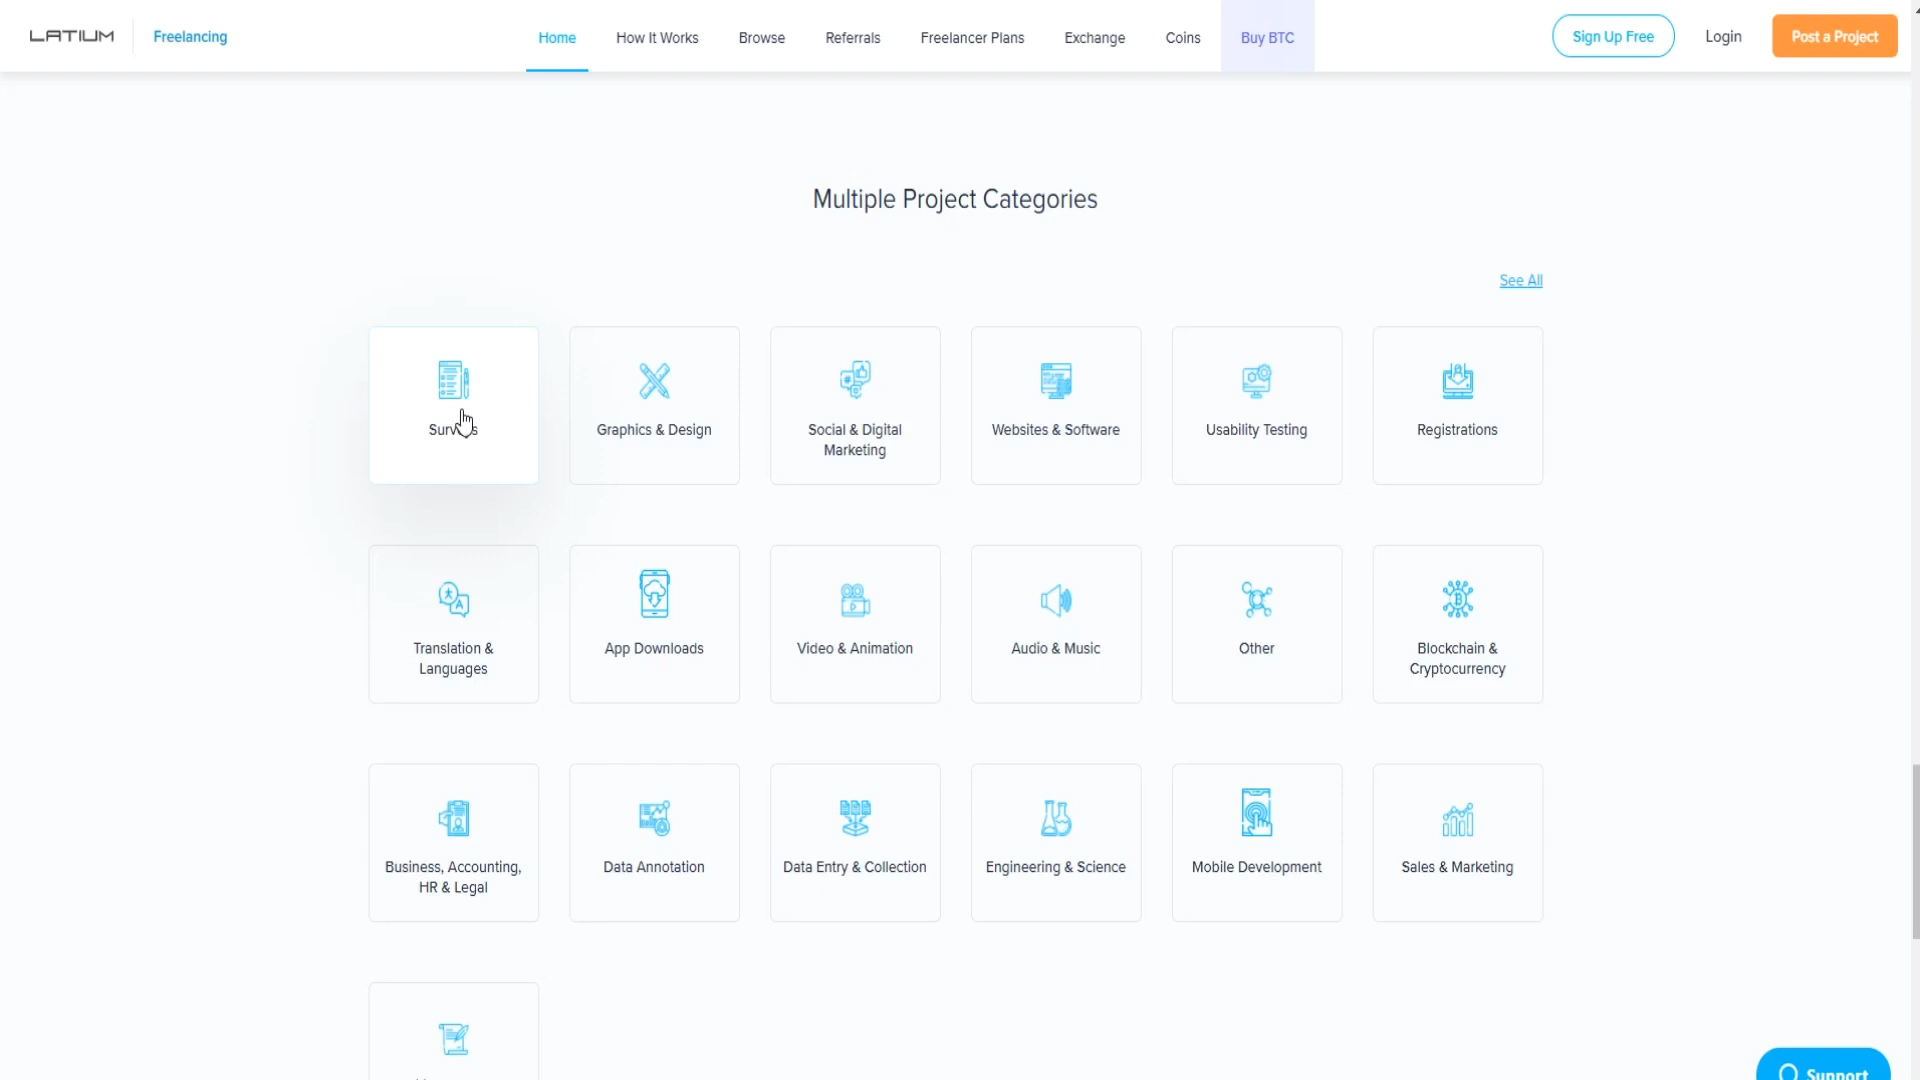 LATIUM
Freelancing
Home
How It Works
Browse
Referrals
Freelancer Plans
Exchange
Coins
Buy BTC
Sign Up Free
Login
Post a Project
Multiple Project Categories
See All
Graphics & Design
Social & Digital
Marketing
Websites & Software
Usability Testing
Registrations
Translation &
Languages
App Downloads
Video & Animation
Audio & Music
Other
Blockchain &
Cryptocurrency
Business, Accounting,
HR & Legal
Data Annotation
Data Entry & Collection
Engineering & Science
Mobile Development
Sales & Marketing
Support